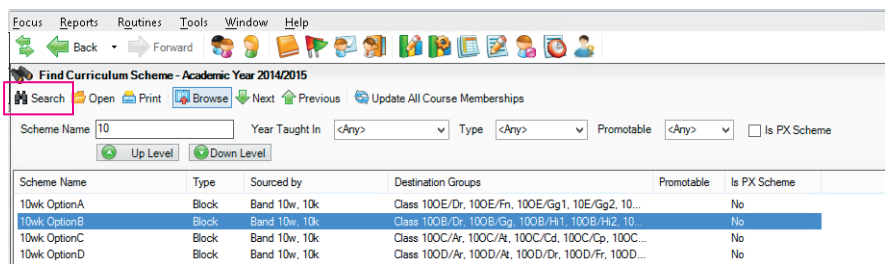 Focus Reports Routines Tools Window Help
Back Forward
Find Curriculum Scheme - Academic Year 2014/2015
Search Open Print Browse Next Previous Update All Course Memberships
Scheme Name 10 Year Taught In <Any> Type <Any> Promotable <Any> Is PX Scheme
Up Level Down Level
Scheme Name Type Sourced by Destination Groups Promotable Is PX Scheme
10wk OptionA Block Band 10w, 10k Class 10OE/Dr, 10OE/Fn, 10OE/Gg1, 10E/Gg2, 10... No
10wk OptionB Block Band 10w, 10k Class 10OB/Dr, 10OB/Gg, 10OB/Hi1, 10OB/Hi2, 10... No
10wk OptionC Block Band 10w, 10k Class 10OC/Ar, 10OC/At, 10OC/Cd, 10OC/Cp, 10OC... No
10wk OptionD Block Band 10w, 10k Class 10OD/Ar, 10OD/At, 10OD/Dr, 10OD/Fr, 10OD... No